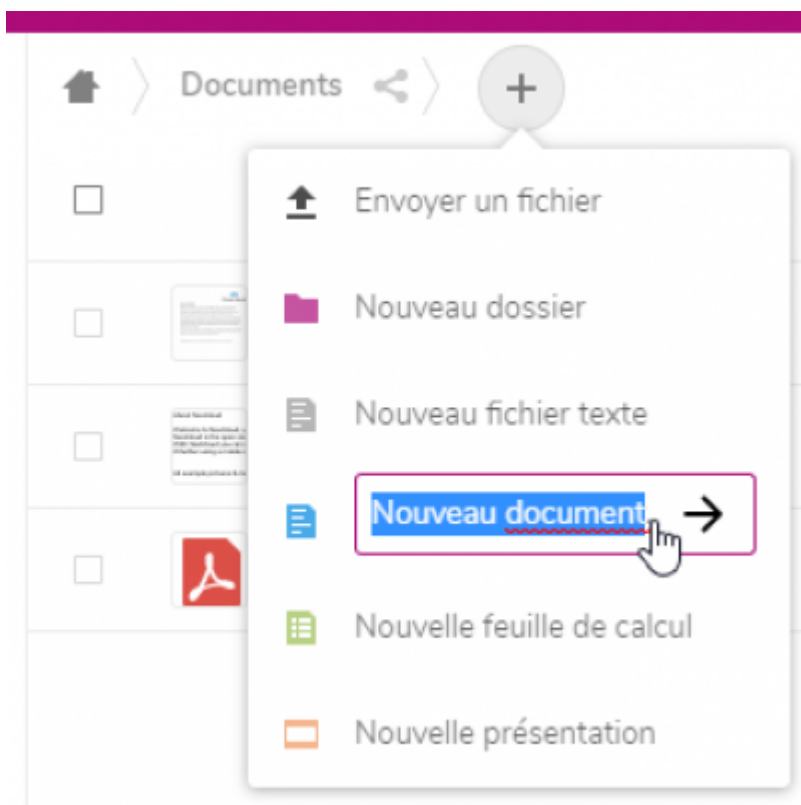 Documents
Envoyer un fichier
Nouveau dossier
Nouveau fichier texte
Nouveau document
Nouvelle feuille de calcul
Nouvelle présentation